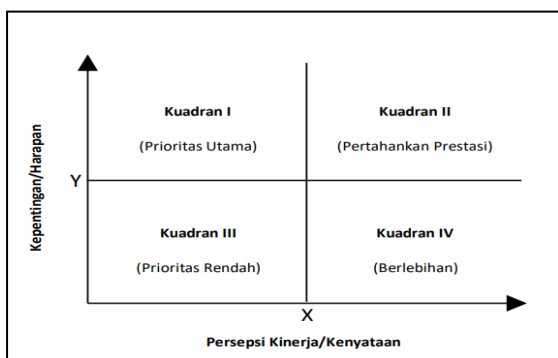 Kuadran I
(Prioritas Utama)
Kuadran II
(Pertahankan Prestasi)
Kepentingan/Harapan
Y
Kuadran III
(Prioritas Rendah)
Kuadran IV
(Berlebihan)
X
Persepsi Kinerja/Kenyataan